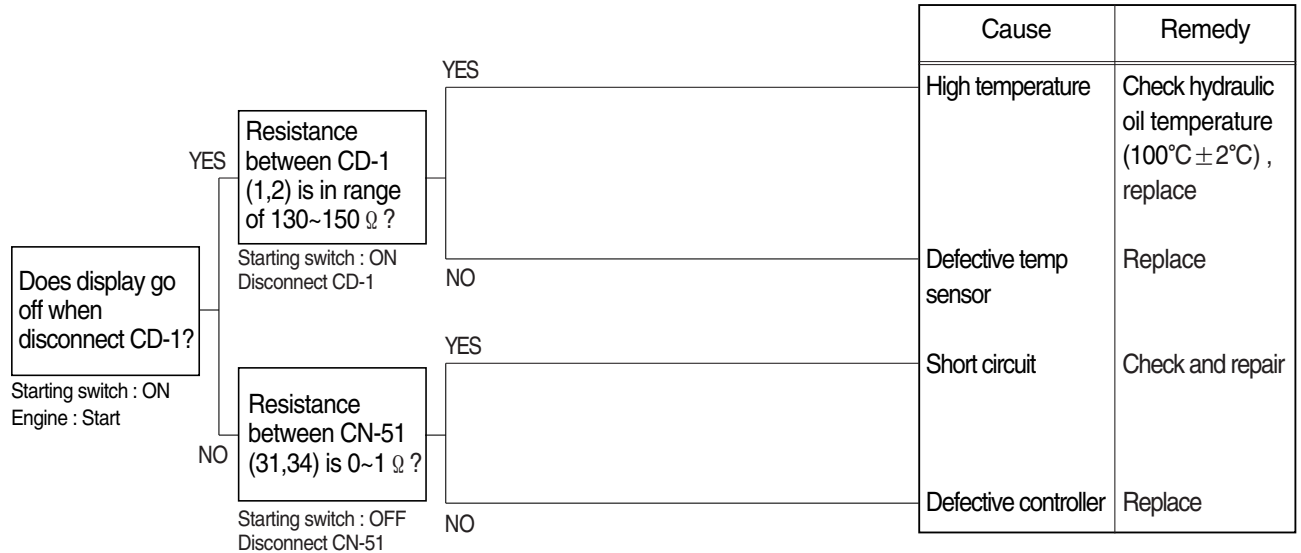 Does display go
off when
disconnect CD-1?
Starting switch : ON
Engine : Start
YES
Resistance
between CD-1
(1,2) is in range
of 130~150 Ω ?
Starting switch : ON
Disconnect CD-1
NO
Resistance
between CN-51
(31,34) is 0~1 Ω ?
Starting switch : OFF
Disconnect CN-51
YES
NO
YES
NO
Cause Remedy
High temperature Check hydraulic
oil temperature
(100°C±2°C) ,
replace
Defective temp Replace
sensor
Short circuit Check and repair
Defective controller Replace